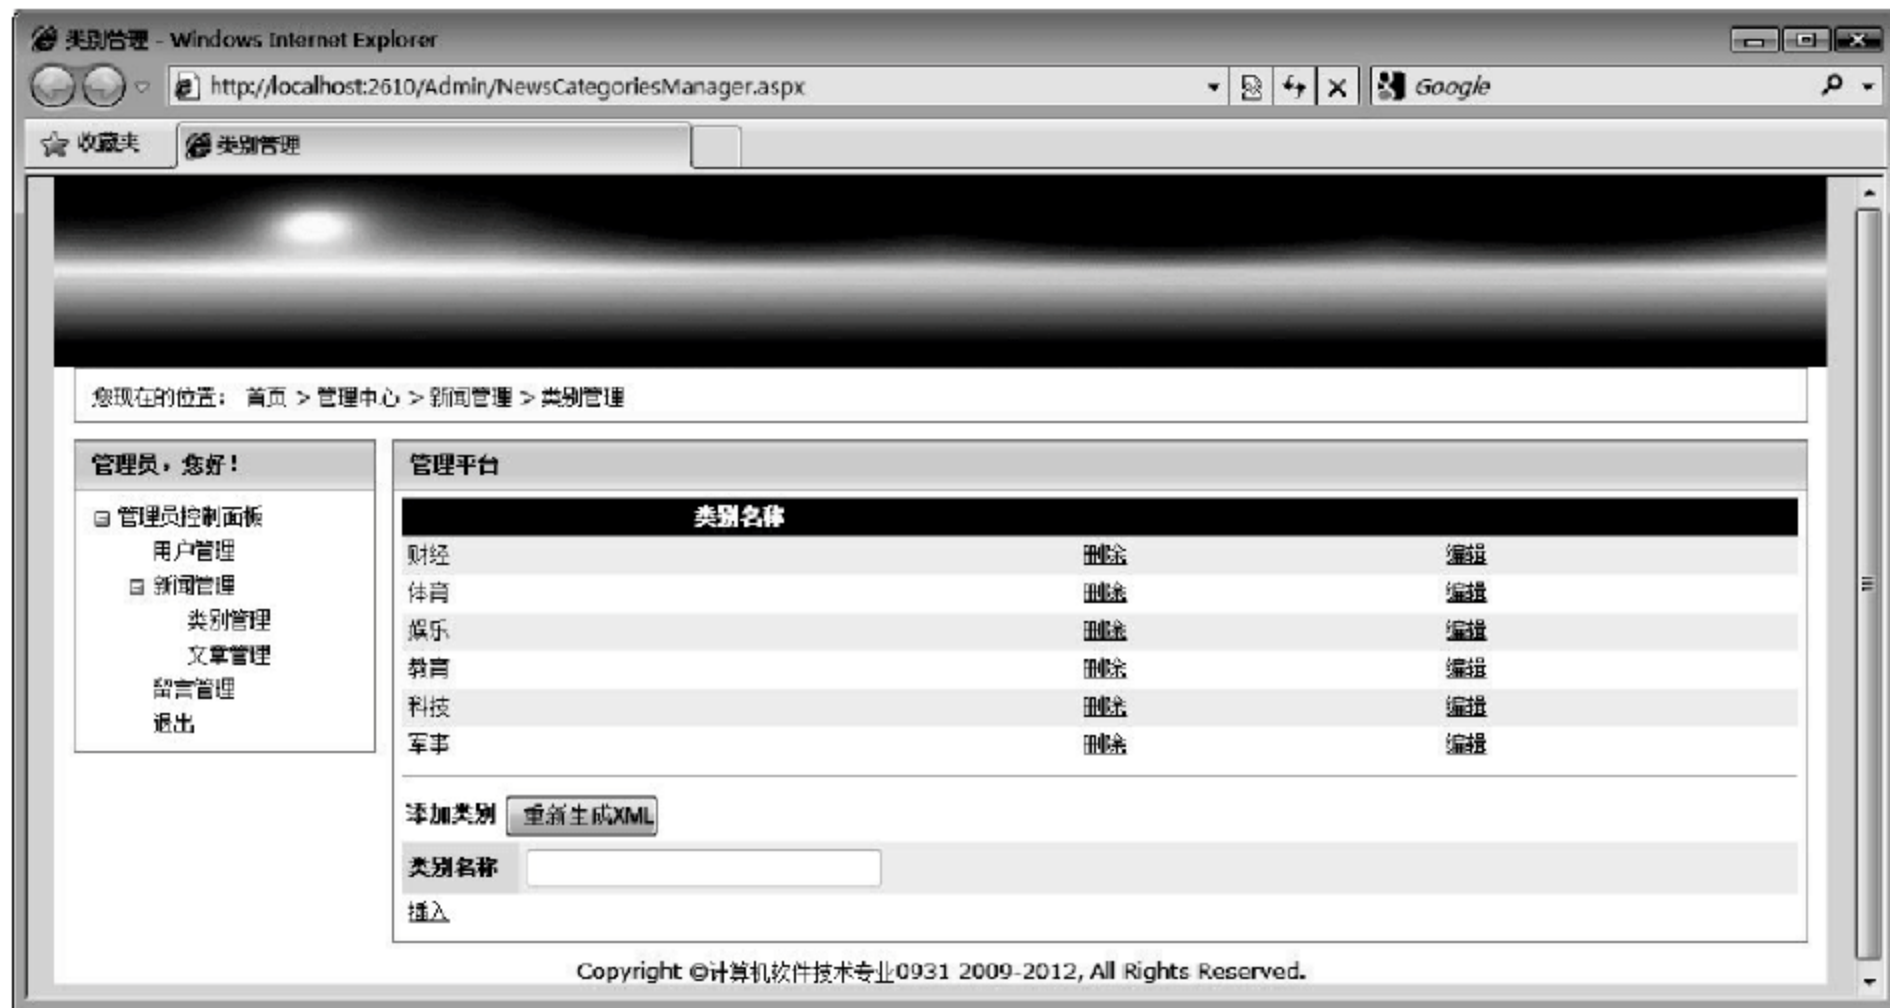 类别管理 - Windows Internet Explorer
http://localhost:2610/Admin/NewsCategoriesManager.aspx
Google
收藏夹
类别管理
您现在的位置： 首页 > 管理中心 > 新闻管理 > 类别管理
管理员，您好！
管理员控制面板
用户管理
新闻管理
类别管理
文章管理
留言管理
退出
管理平台
类别名称
财经 删除 编辑
体育 删除 编辑
娱乐 删除 编辑
教育 删除 编辑
科技 删除 编辑
军事 删除 编辑
添加类别 重新生成XML
类别名称
插入
Copyright ©计算机软件技术专业0931 2009-2012, All Rights Reserved.